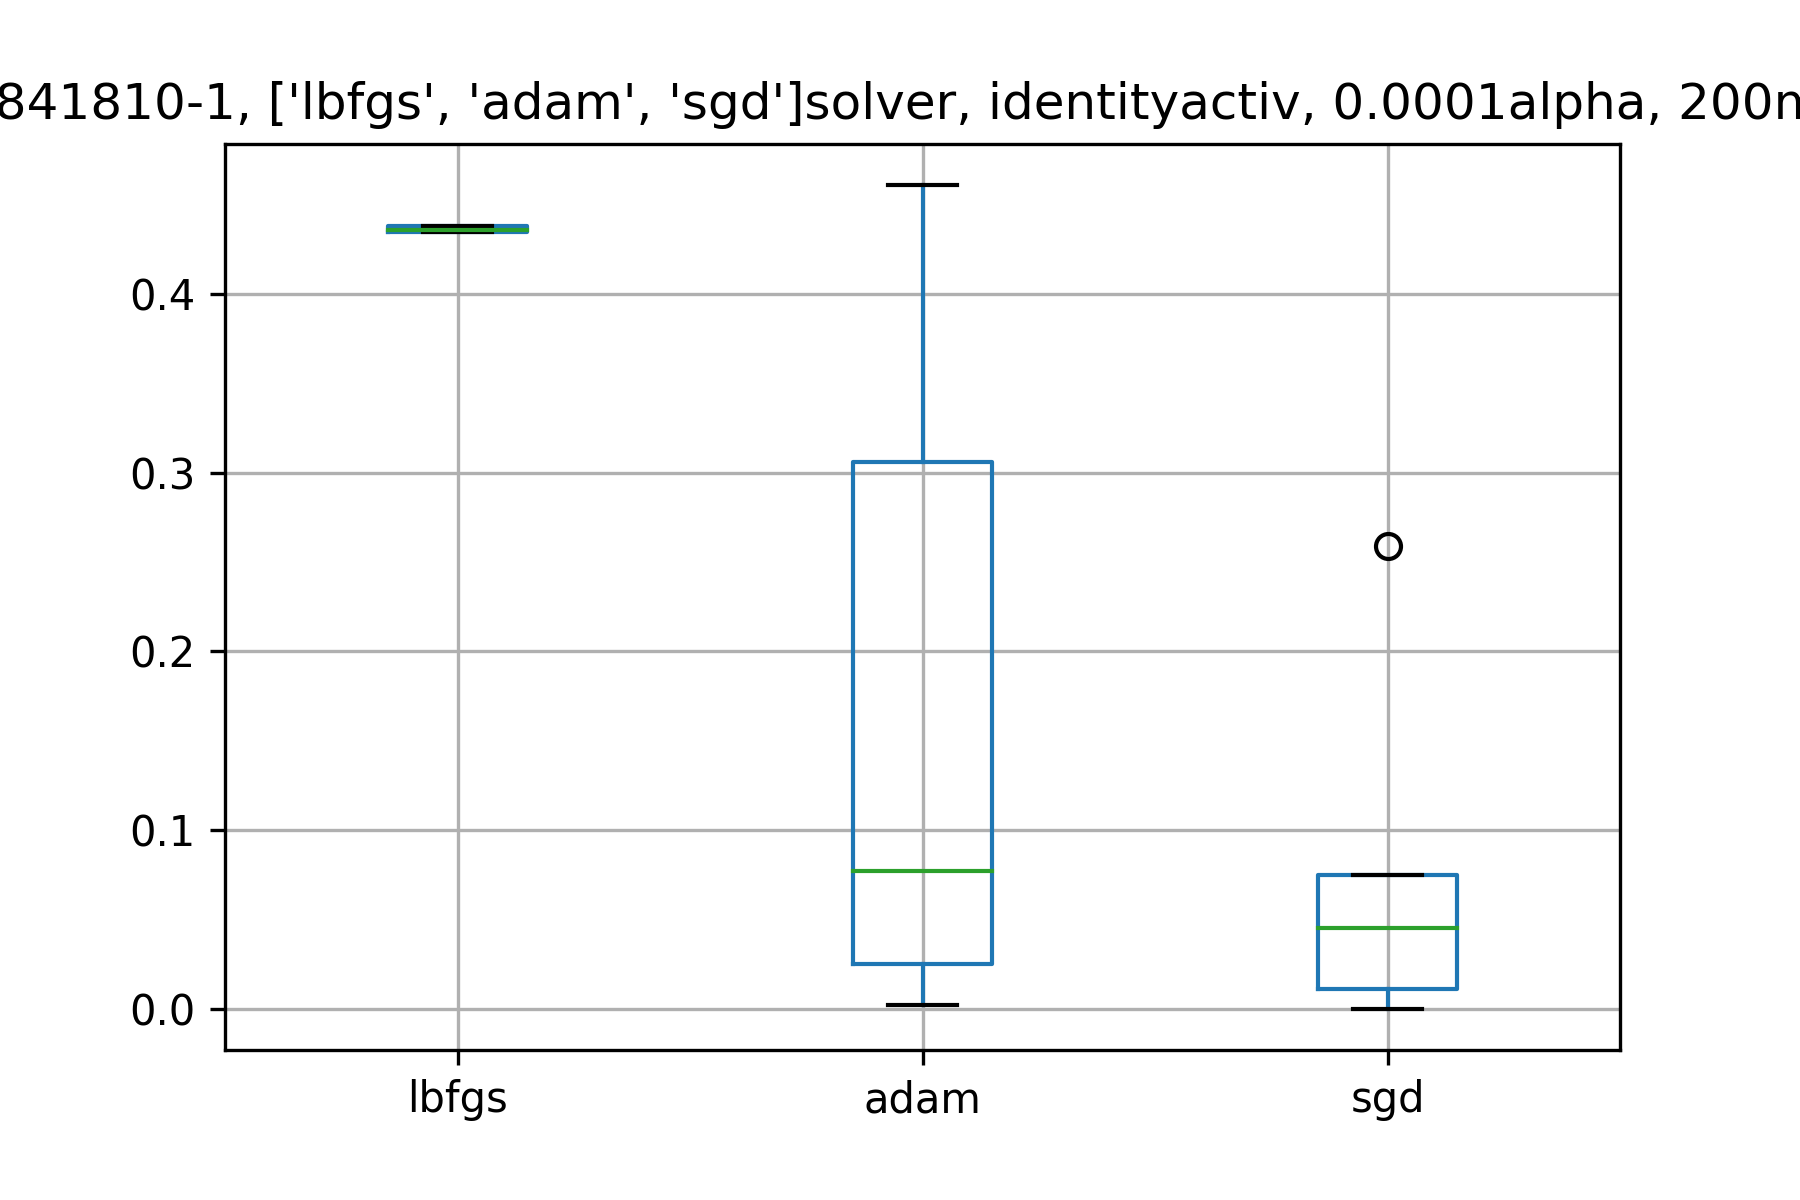 841810-1, ['lbfgs', 'adam', 'sgd']solver, identityactiv, 0.0001alpha, 200n
0.4
0.3
0.2
0.1
0.0
lbfgs adam sgd